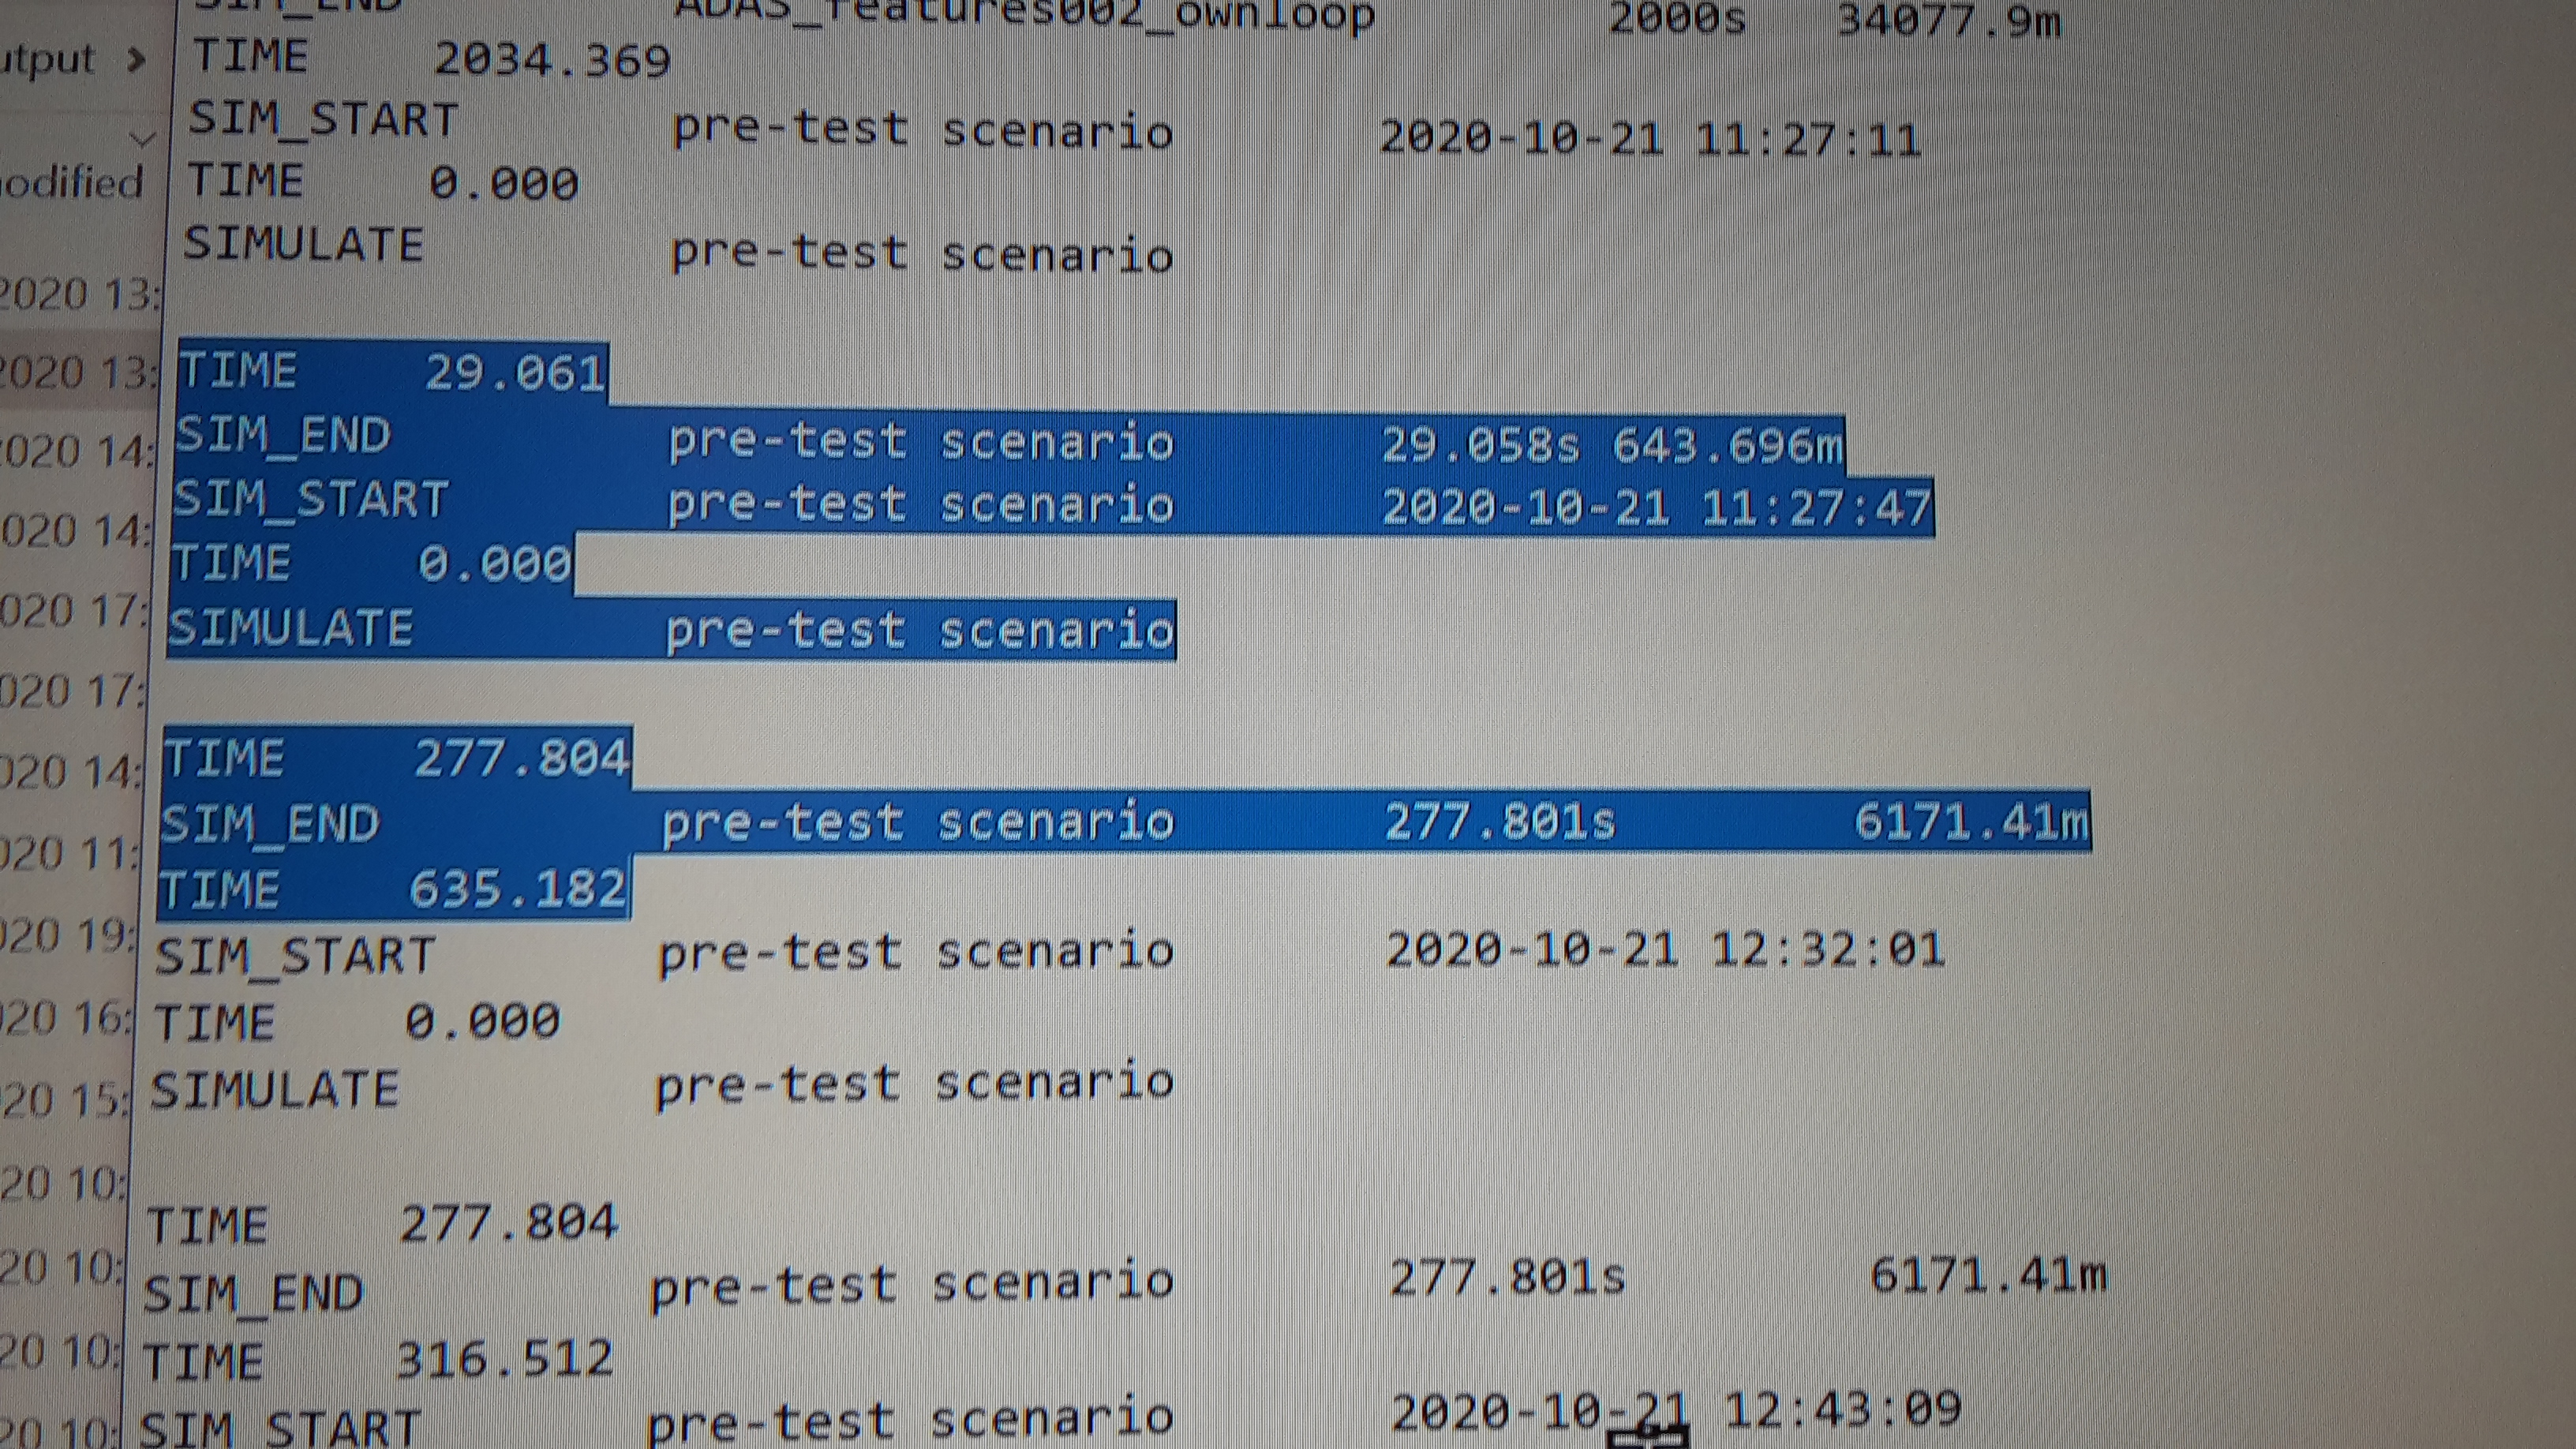 SIM_END ADAS_features002_ownloop 2000s 34077.9m
TIME 2034.369
SIM_START pre-test scenario 2020-10-21 11:27:11
TIME 0.000
SIMULATE pre-test scenario
TIME 29.061
SIM_END pre-test scenario 29.058s 643.696m
SIM_START pre-test scenario 2020-10-21 11:27:47
TIME 0.000
SIMULATE pre-test scenario
TIME 277.804
SIM_END pre-test scenario 277.801s 6171.41m
TIME 635.182
SIM_START pre-test scenario 2020-10-21 12:32:01
TIME 0.000
SIMULATE pre-test scenario
TIME 277.804
SIM_END pre-test scenario 277.801s 6171.41m
TIME 316.512
SIM_START pre-test scenario 2020-10-21 12:43:09
utput >
odified
2020 13:
2020 13:
020 14:
020 14:
020 17:
020 17:
020 14:
020 11:
020 19:
020 16:
20 15:
20 10:
20 10:
20 10:
20 10: